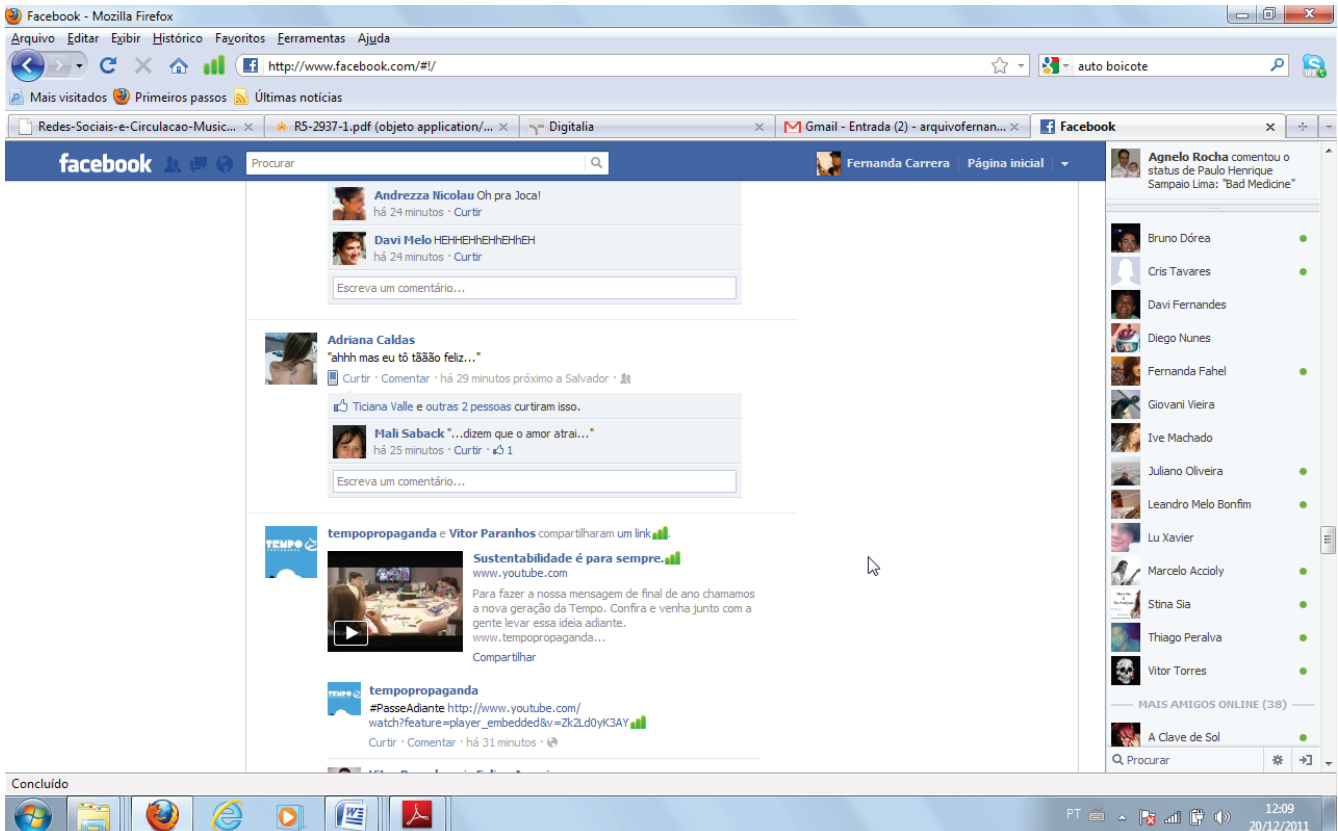 Facebook - Mozilla Firefox
Arquivo Editar Exibir Histórico Favoritos Ferramentas Ajuda
http://www.facebook.com/#!/
auto boicote
Mais visitados Primeiros passos Últimas notícias
Redes-Sociais-e-Circulacao-Music...
R5-2937-1.pdf (objeto application/...
Digitalia
Gmail - Entrada (2) - arquivofernan...
Facebook
facebook
Procurar
Fernanda Carrera
Página inicial
Andrezza Nicolau Oh pra Joca!
há 24 minutos · Curtir
Davi Melo HEHHEHhEHhEHhEH
há 24 minutos · Curtir
Escreva um comentário...
Adriana Caldas
"ahhh mas eu tô tããão feliz..."
Curtir · Comentar · há 29 minutos próximo a Salvador ·
Ticiana Valle e outras 2 pessoas curtiram isso.
Mali Saback "...dizem que o amor atrai..."
há 25 minutos · Curtir · 1
Escreva um comentário...
TEMPO
tempopropaganda e Vitor Paranhos compartilharam um link.
Sustentabilidade é para sempre.
www.youtube.com
Para fazer a nossa mensagem de final de ano chamamos
a nova geração da Tempo. Confira e venha junto com a
gente levar essa ideia adiante.
www.tempopropaganda...
Compartilhar
tempopropaganda
#PasseAdiante http://www.youtube.com/
watch?feature=player_embedded&v=Zk2Ld0yK3AY
Curtir · Comentar · há 31 minutos ·
Agnelo Rocha comentou o
status de Paulo Henrique
Sampaio Lima: "Bad Medicine"
Bruno Dórea
Cris Tavares
Davi Fernandes
Diego Nunes
Fernanda Fahel
Giovani Vieira
Ive Machado
Juliano Oliveira
Leandro Melo Bonfim
Lu Xavier
Marcelo Accioly
Stina Sia
Thiago Peralva
Vitor Torres
MAIS AMIGOS ONLINE (38)
A Clave de Sol
Procurar
Concluído
PT
12:09
20/12/2011